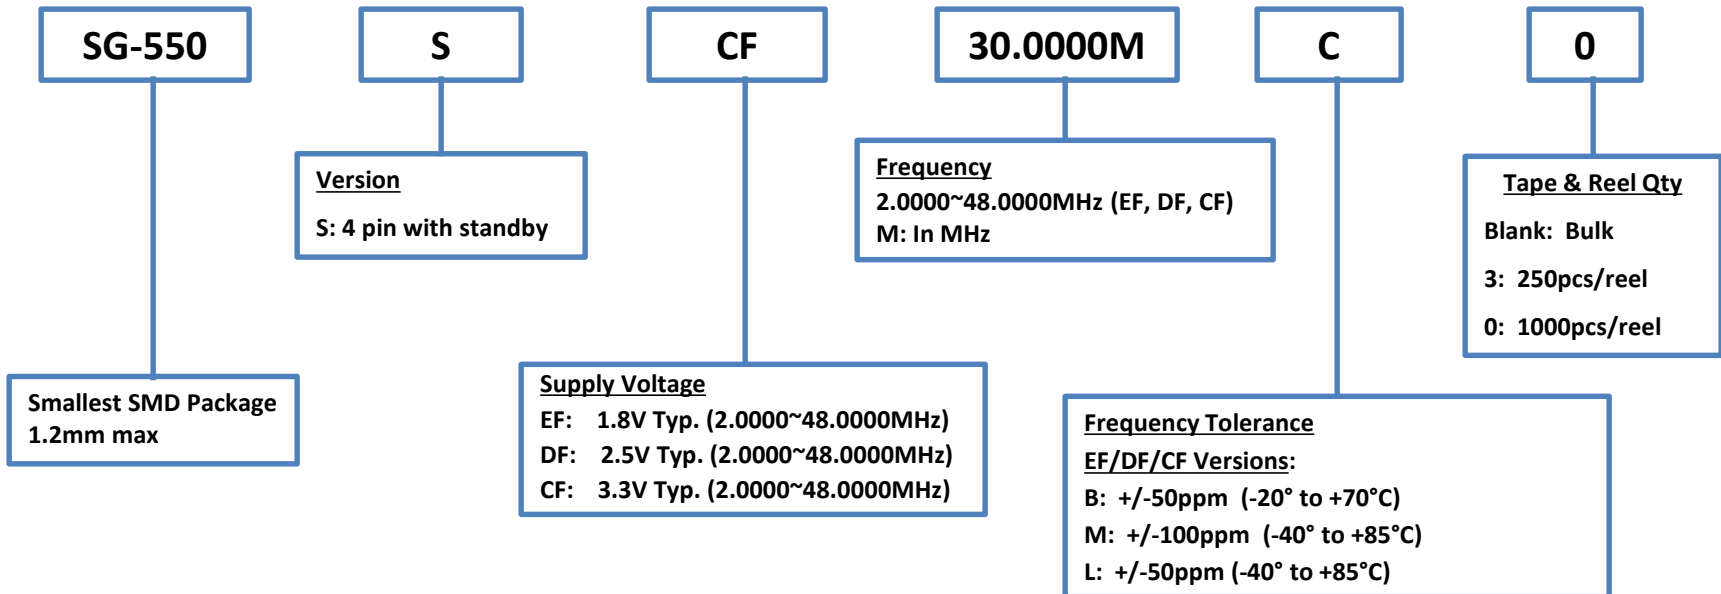 SG-550
S
CF
30.0000M
C
0
Version
S: 4 pin with standby
Frequency
2.0000~48.0000MHz (EF, DF, CF)
M: In MHz
Tape & Reel Qty
Blank: Bulk
3: 250pcs/reel
0: 1000pcs/reel
Smallest SMD Package
1.2mm max
Supply Voltage
EF: 1.8V Typ. (2.0000~48.0000MHz)
DF: 2.5V Typ. (2.0000~48.0000MHz)
CF: 3.3V Typ. (2.0000~48.0000MHz)
Frequency Tolerance
EF/DF/CF Versions:
B: +/-50ppm (-20° to +70°C)
M: +/-100ppm (-40° to +85°C)
L: +/-50ppm (-40° to +85°C)